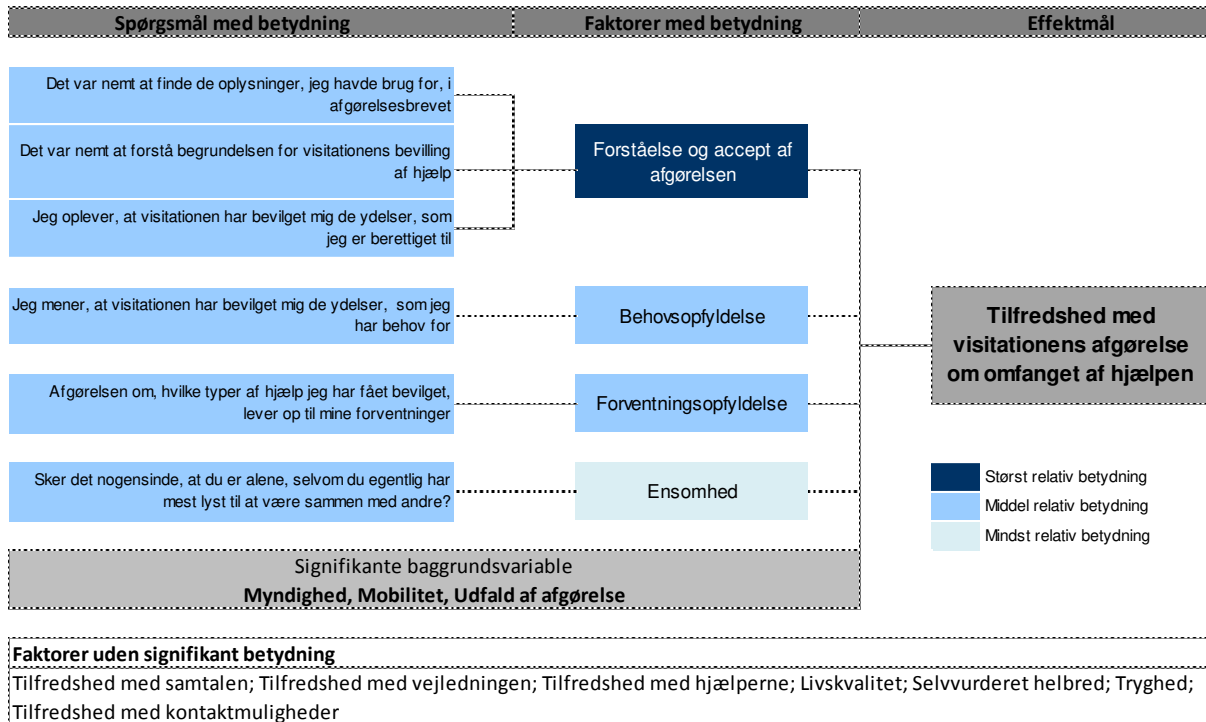 Spørgsmål med betydning
Faktorer med betydning
Effektmål
Det var nemt at finde de oplysninger, jeg havde brug for, i
afgørelsesbrevet
Det var nemt at forstå begrundelsen for visitationens bevilling
af hjælp
Jeg oplever, at visitationen har bevilget mig de ydelser, som
jeg er berettiget til
Forståelse og accept af
afgørelsen
Jeg mener, at visitationen har bevilget mig de ydelser, som jeg
har behov for
Behovsopfyldelse
Afgørelsen om, hvilke typer af hjælp jeg har fået bevilget,
lever op til mine forventninger
Forventningsopfyldelse
Sker det nogensinde, at du er alene, selvom du egentlig har
mest lyst til at være sammen med andre?
Ensomhed
Tilfredshed med
visitationens afgørelse
om omfanget af hjælpen
Størst relativ betydning
Middel relativ betydning
Mindst relativ betydning
Signifikante baggrundsvariable
Myndighed, Mobilitet, Udfald af afgørelse
Faktorer uden signifikant betydning
Tilfredshed med samtalen; Tilfredshed med vejledningen; Tilfredshed med hjælperne; Livskvalitet; Selvvurderet helbred; Tryghed;
Tilfredshed med kontaktmuligheder